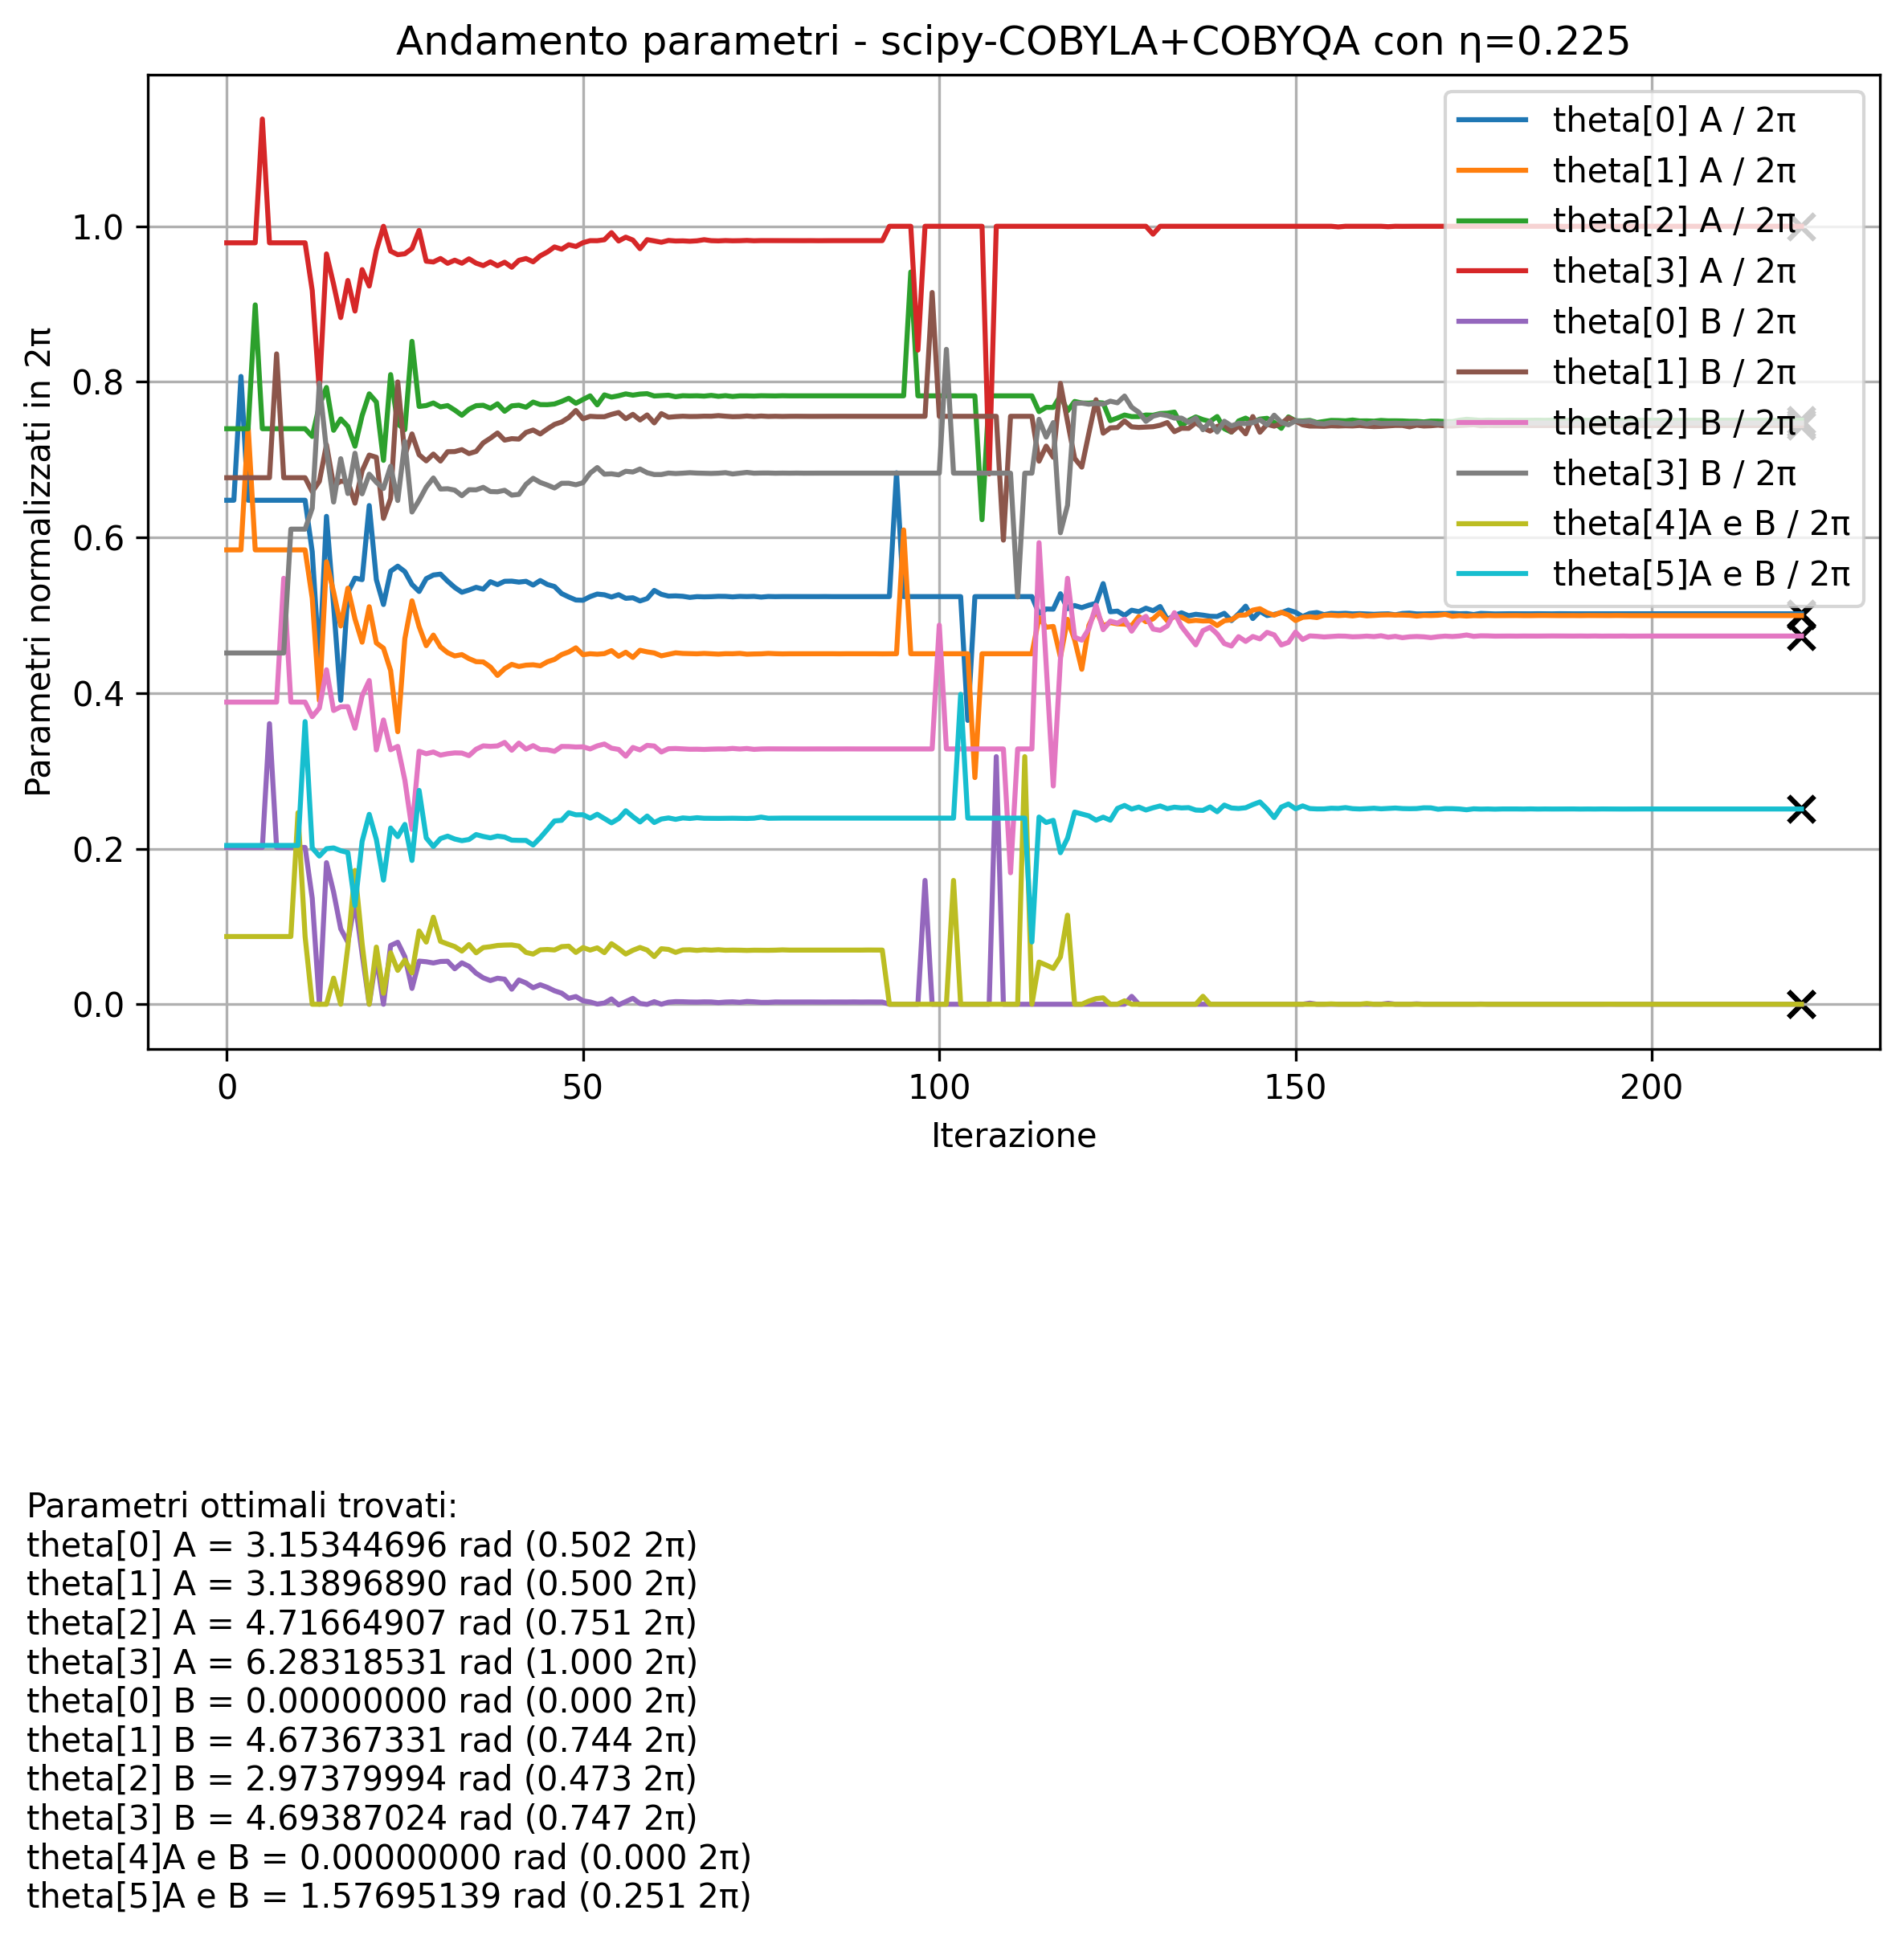 Andamento parametri - scipy-COBYLA+COBYQA con η=0.225
Parametri normalizzati in 2π
1.0
0.8
0.6
0.4
0.2
0.0
theta[0] A / 2π
theta[1] A / 2π
theta[2] A / 2π
theta[3] A / 2π
theta[0] B / 2π
theta[1] B / 2π
theta[2] B / 2π
theta[3] B / 2π
theta[4]A e B / 2π
theta[5]A e B / 2π
0 50 100 150 200
Iterazione
Parametri ottimali trovati:
theta[0] A = 3.15344696 rad (0.502 2π)
theta[1] A = 3.13896890 rad (0.500 2π)
theta[2] A = 4.71664907 rad (0.751 2π)
theta[3] A = 6.28318531 rad (1.000 2π)
theta[0] B = 0.00000000 rad (0.000 2π)
theta[1] B = 4.67367331 rad (0.744 2π)
theta[2] B = 2.97379994 rad (0.473 2π)
theta[3] B = 4.69387024 rad (0.747 2π)
theta[4]A e B = 0.00000000 rad (0.000 2π)
theta[5]A e B = 1.57695139 rad (0.251 2π)